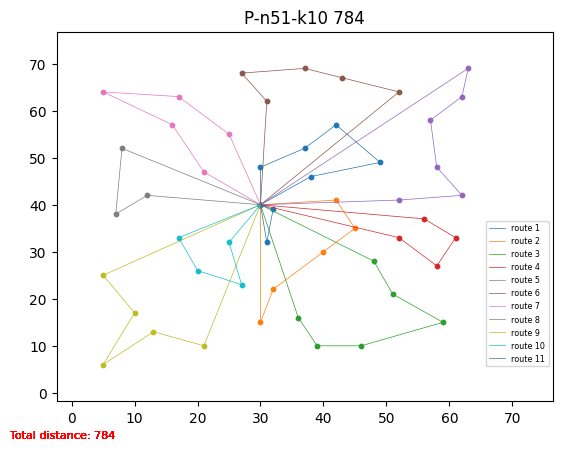 P-n51-k10 784
70
60
50
40
30
20
10
0
0 10 20 30 40 50 60 70
route 1
route 2
route 3
route 4
route 5
route 6
route 7
route 8
route 9
route 10
route 11
Total distance: 784